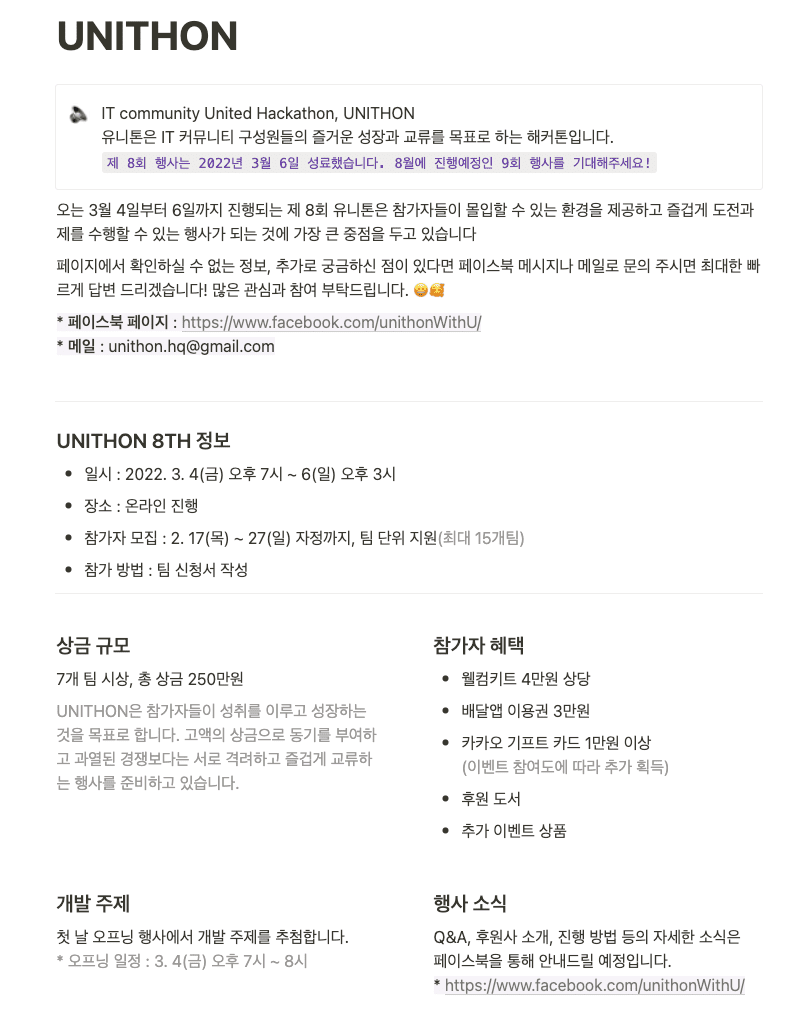 UNITHON
IT community United Hackathon, UNITHON
유니톤은 IT 커뮤니티 구성원들의 즐거운 성장과 교류를 목표로 하는 해커톤입니다.
제 8회 행사는 2022년 3월 6일 성료했습니다. 8월에 진행예정인 9회 행사를 기대해주세요!
오는 3월 4일부터 6일까지 진행되는 제 8회 유니톤은 참가자들이 몰입할 수 있는 환경을 제공하고 즐겁게 도전과
제를 수행할 수 있는 행사가 되는 것에 가장 큰 중점을 두고 있습니다
페이지에서 확인하실 수 없는 정보, 추가로 궁금하신 점이 있다면 페이스북 메시지나 메일로 문의 주시면 최대한 빠
르게 답변 드리겠습니다! 많은 관심과 참여 부탁드립니다. 😄🥰
* 페이스북 페이지 : https://www.facebook.com/unithonWithU/
* 메일 : unithon.hq@gmail.com
UNITHON 8TH 정보
• 일시 : 2022. 3. 4(금) 오후 7시 ~ 6(일) 오후 3시
• 장소 : 온라인 진행
• 참가자 모집 : 2. 17(목) ~ 27(일) 자정까지, 팀 단위 지원(최대 15개팀)
• 참가 방법 : 팀 신청서 작성
상금 규모
7개 팀 시상, 총 상금 250만원
UNITHON은 참가자들이 성취를 이루고 성장하는
것을 목표로 합니다. 고액의 상금으로 동기를 부여하
고 과열된 경쟁보다는 서로 격려하고 즐겁게 교류하
는 행사를 준비하고 있습니다.
참가자 혜택
• 웰컴키트 4만원 상당
• 배달앱 이용권 3만원
• 카카오 기프트 카드 1만원 이상
(이벤트 참여도에 따라 추가 획득)
• 후원 도서
• 추가 이벤트 상품
개발 주제
첫 날 오프닝 행사에서 개발 주제를 추첨합니다.
* 오프닝 일정 : 3. 4(금) 오후 7시 ~ 8시
행사 소식
Q&A, 후원사 소개, 진행 방법 등의 자세한 소식은
페이스북을 통해 안내드릴 예정입니다.
* https://www.facebook.com/unithonWithU/